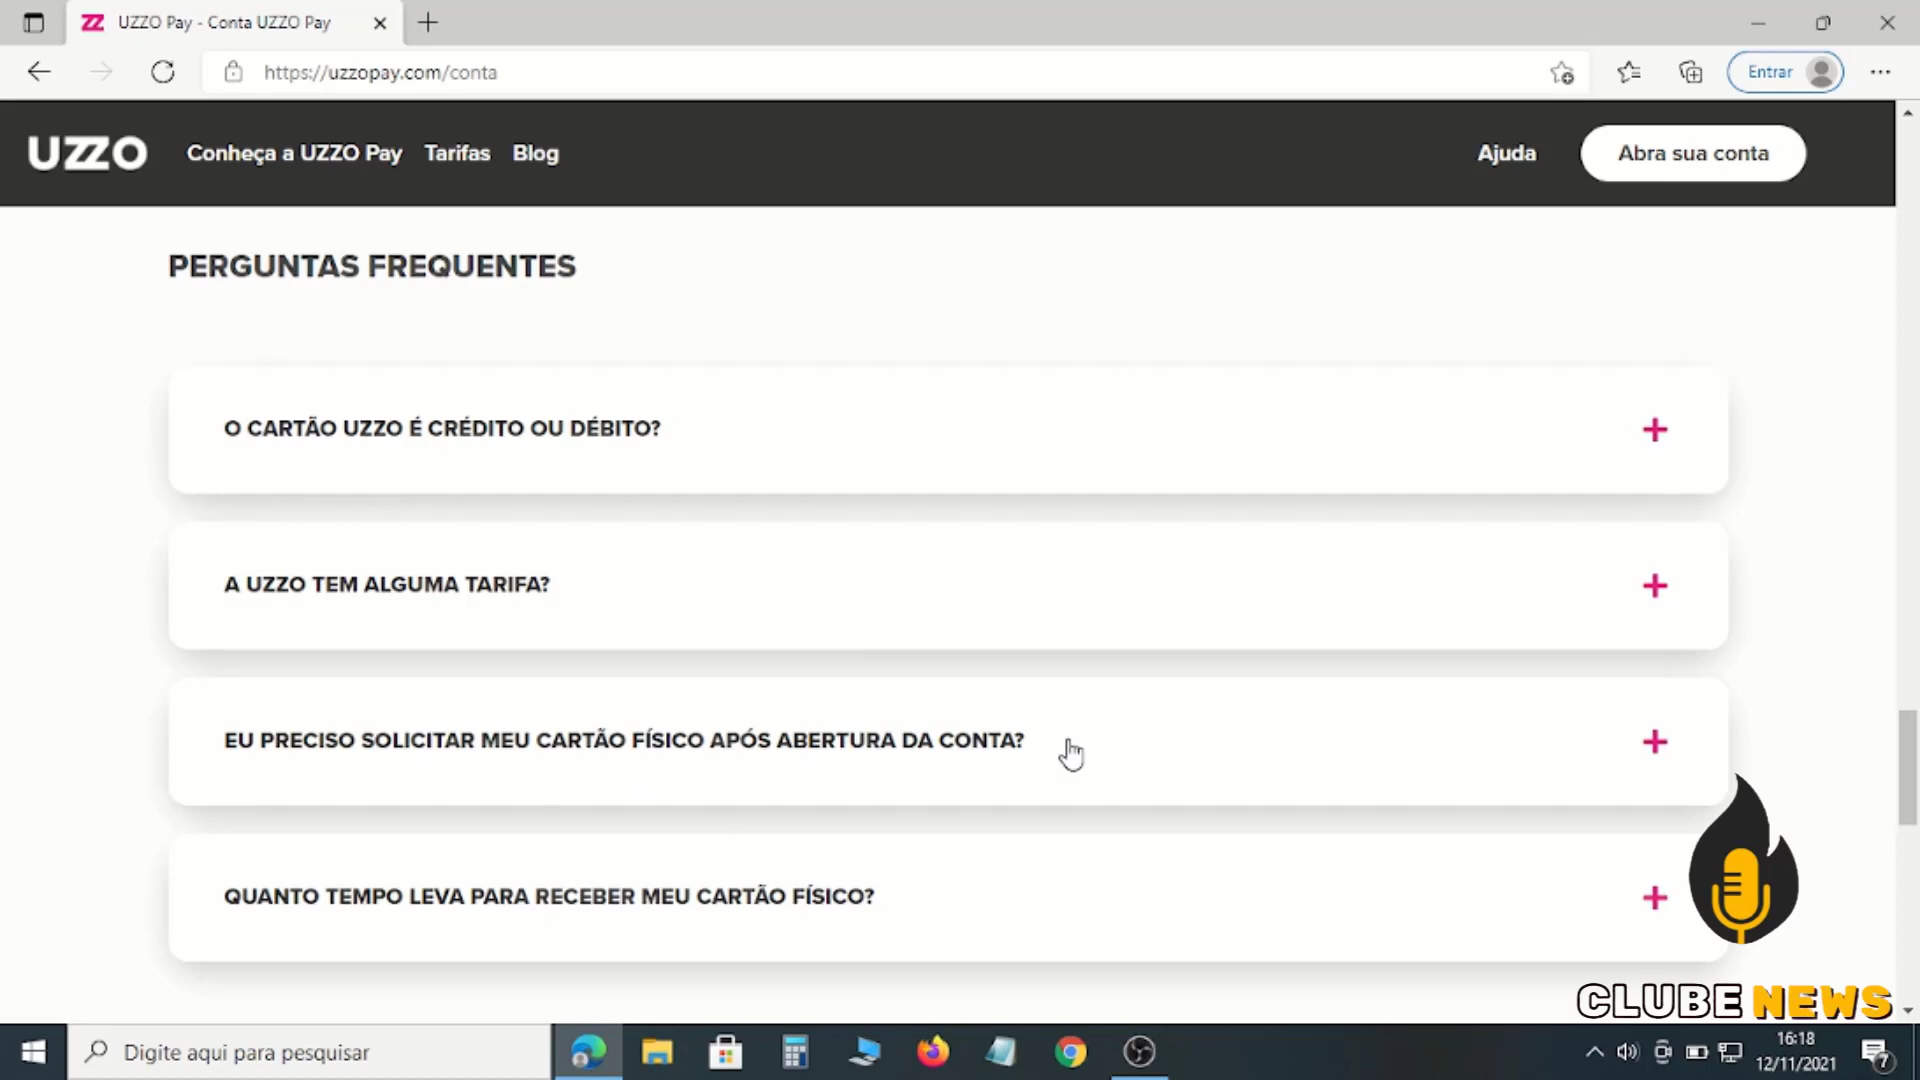 UZZO Pay - Conta UZZO Pay
https://uzzopay.com/conta
Entrar
UZZO
Conheça a UZZO Pay
Tarifas
Blog
Ajuda
Abra sua conta
PERGUNTAS FREQUENTES
O CARTÃO UZZO É CRÉDITO OU DÉBITO?
A UZZO TEM ALGUMA TARIFA?
EU PRECISO SOLICITAR MEU CARTÃO FÍSICO APÓS ABERTURA DA CONTA?
QUANTO TEMPO LEVA PARA RECEBER MEU CARTÃO FÍSICO?
CLUBE NEWS
Digite aqui para pesquisar
16:18
12/11/2021
7